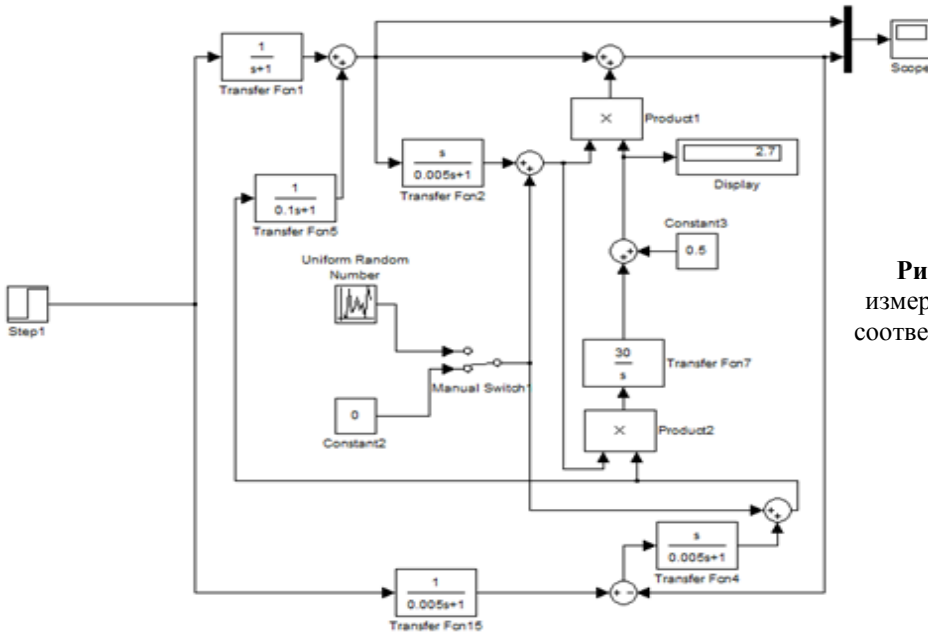 1
s+1
Transfer Fcn1
Scope
Product1
s
0.005s+1
Transfer Fcn2
2.7
Display
1
0.1s+1
Transfer Fcn5
Constant3
0.5
Uniform Random
Number
Step1
30
s
Transfer Fcn7
Manual Switch1
0
Constant2
Product2
s
0.005s+1
Transfer Fcn4
1
0.005s+1
Transfer Fcn15
Ри
измер
соотве